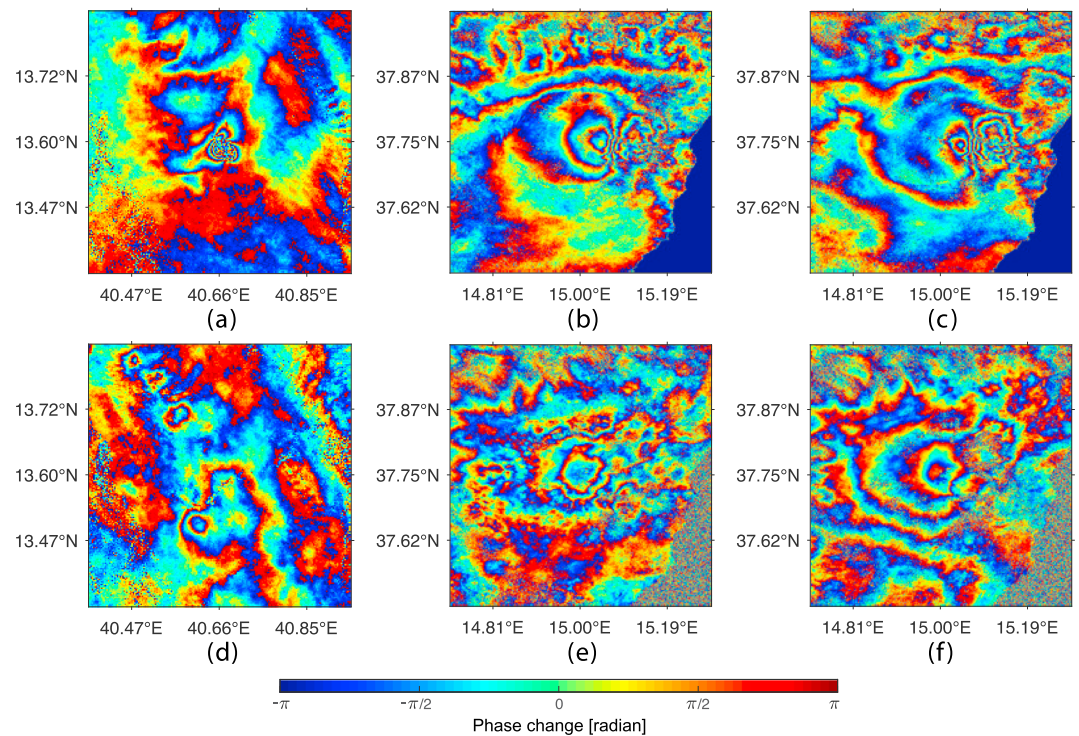 13.72°N
13.60°N
13.47°N
40.47°E 40.66°E 40.85°E
(a)
37.87°N
37.75°N
37.62°N
14.81°E 15.00°E 15.19°E
(b)
37.87°N
37.75°N
37.62°N
14.81°E 15.00°E 15.19°E
(c)
13.72°N
13.60°N
13.47°N
40.47°E 40.66°E 40.85°E
(d)
37.87°N
37.75°N
37.62°N
14.81°E 15.00°E 15.19°E
(e)
37.87°N
37.75°N
37.62°N
14.81°E 15.00°E 15.19°E
(f)
-π -π/2 0 π/2 π
Phase change [radian]